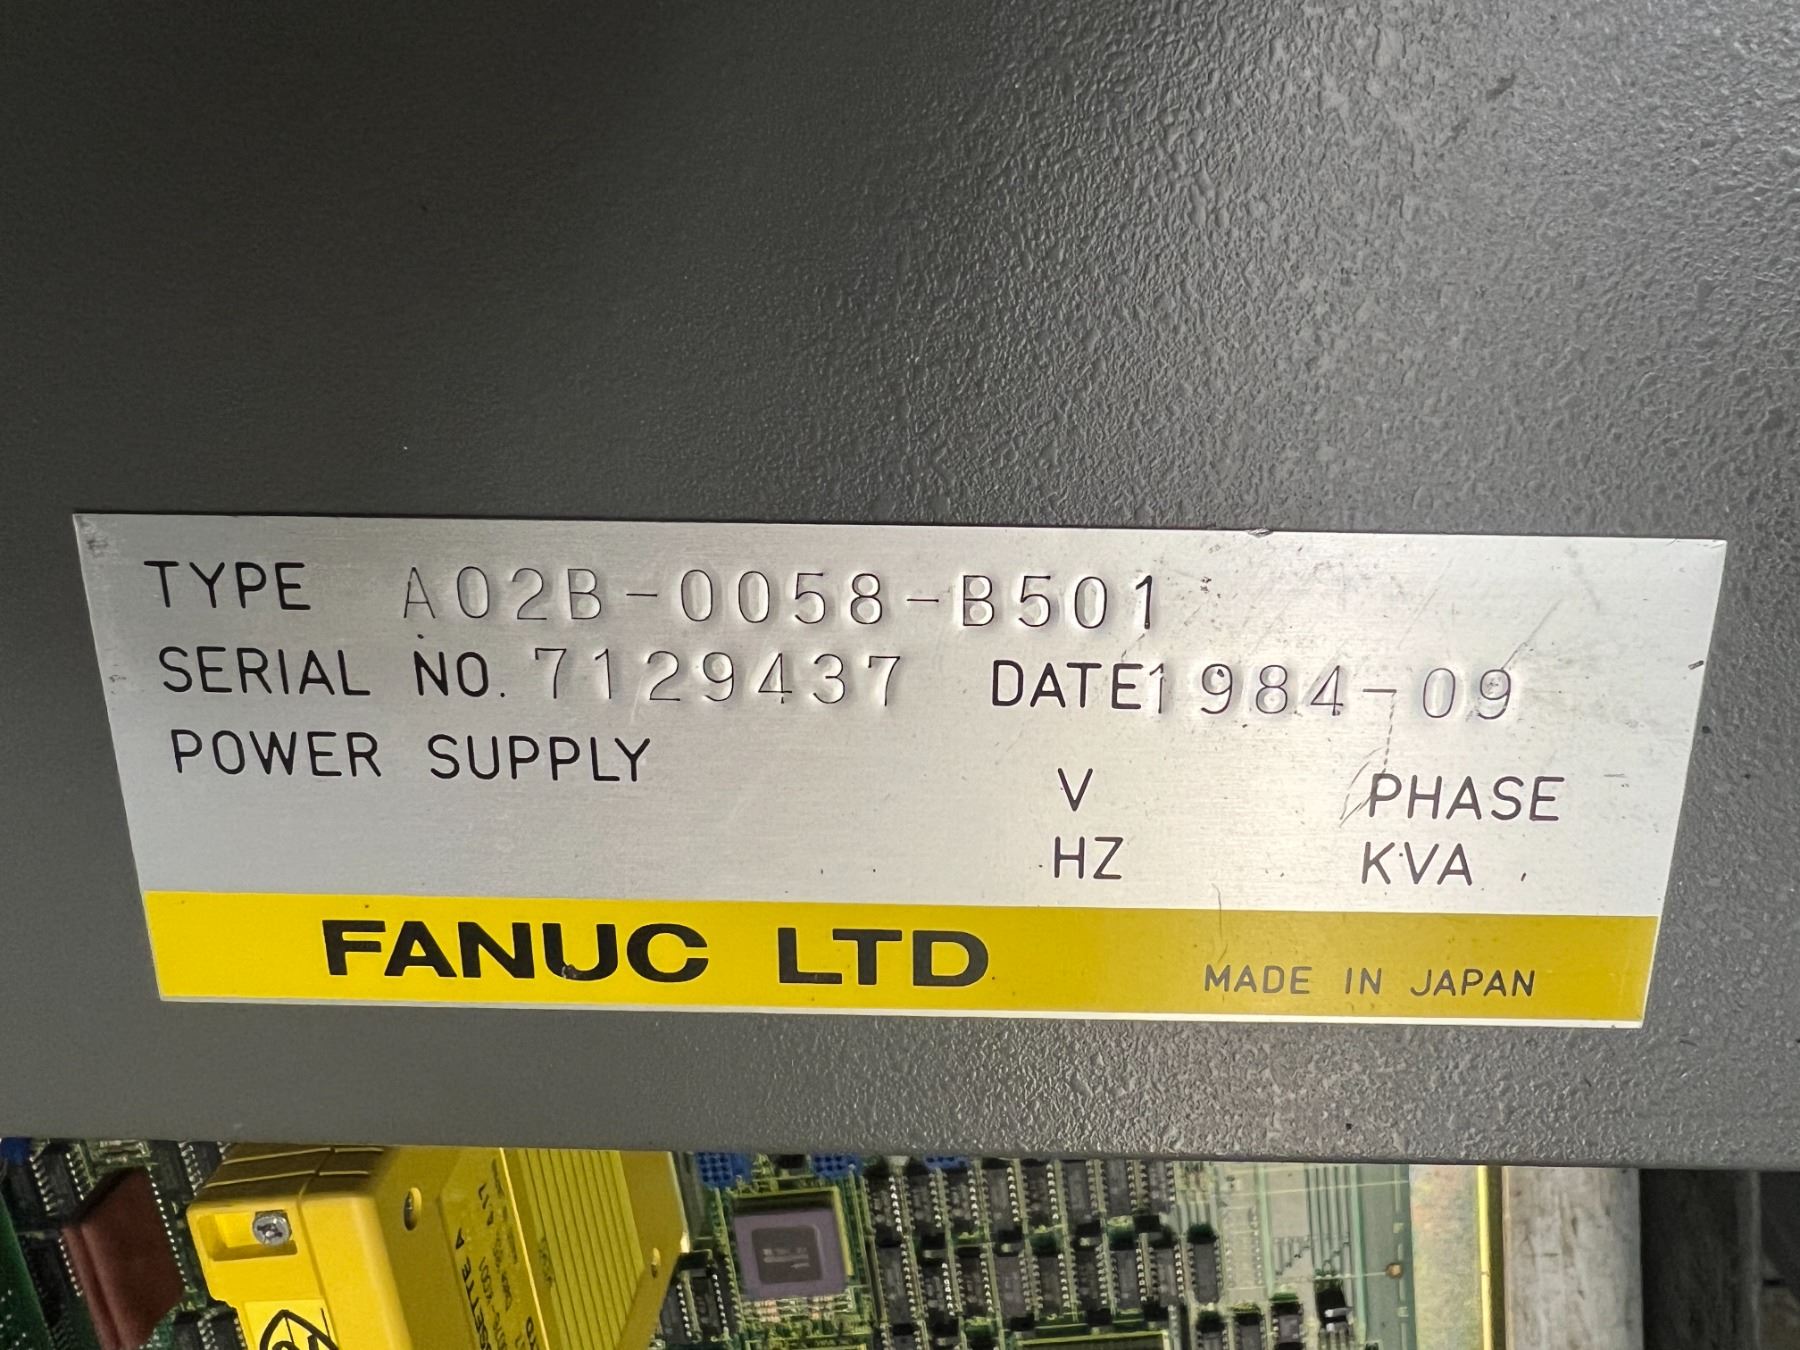 TYPE A02B-0058-B501
SERIAL NO. 7129437 DATE 1984-09
POWER SUPPLY
V PHASE
HZ KVA
FANUC LTD MADE IN JAPAN